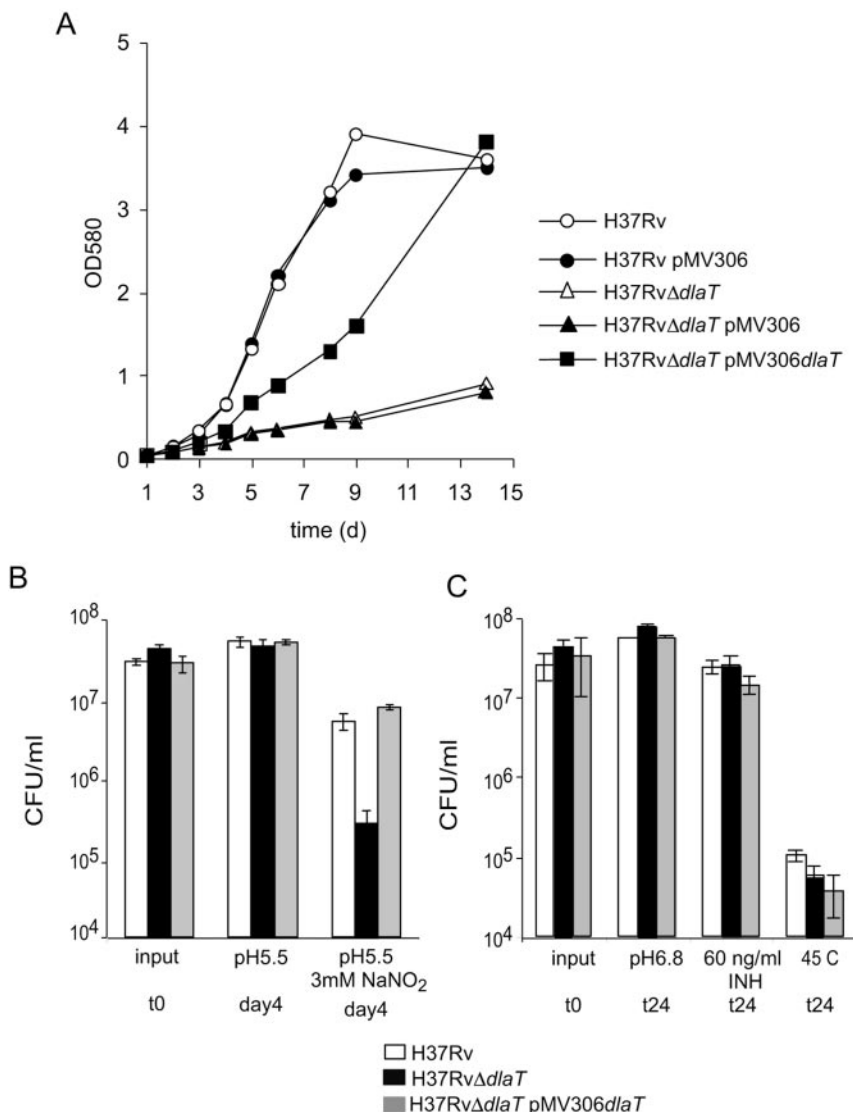 A
5
4
3
2
1
0
OD580
1 3 5 7 9 11 13 15
time (d)
H37Rv
H37Rv pMV306
H37RvΔdlaT
H37RvΔdlaT pMV306
H37RvΔdlaT pMV306dlaT
B
10⁸
10⁷
10⁶
10⁵
10⁴
CFU/ml
input pH5.5 pH5.5
3mM NaNO₂
t0 day4 day4
C
10⁸
10⁷
10⁶
10⁵
10⁴
CFU/ml
input pH6.8 60 ng/ml 45 C
INH
t0 t24 t24 t24
H37Rv
H37RvΔdlaT
H37RvΔdlaT pMV306dlaT